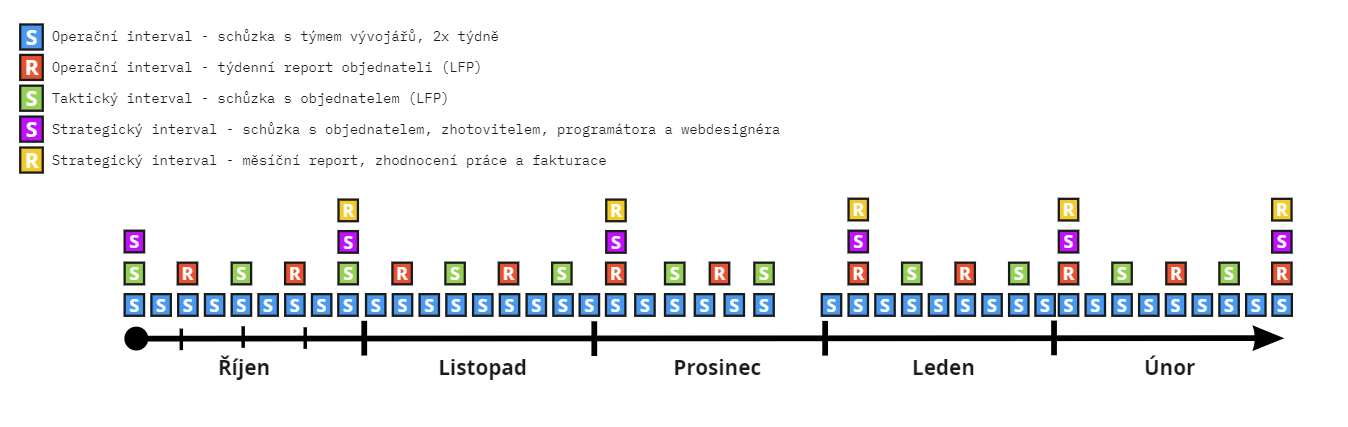 S Operační interval - schůzka s týmem vývojářů, 2x týdně
R Operační interval - týdenní report objednateli (LFP)
S Taktický interval - schůzka s objednatelem (LFP)
S Strategický interval - schůzka s objednatelem, zhotovitelem, programátora a webdesignéra
R Strategický interval - měsíční report, zhodnocení práce a fakturace
R R R R R
S S S S S S
S R S R S R S R S R S R S R S R S R S R S R
S S S S S S S S S S S S S S S S S S S S S S S S S S S S S S S S S S S S S S S S S S
Říjen Listopad Prosinec Leden Únor